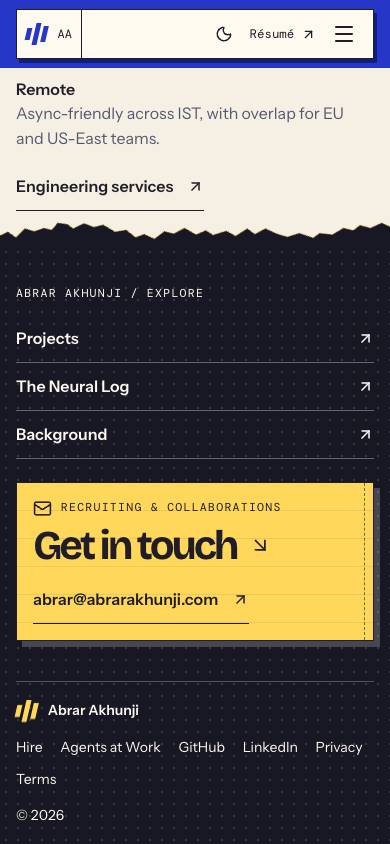 AA
Résumé
Remote
Async-friendly across IST, with overlap for EU
and US-East teams.
Engineering services
ABRAR AKHUNJI / EXPLORE
Projects
The Neural Log
Background
RECRUITING & COLLABORATIONS
Get in touch
abrar@abrarakhunji.com
Abrar Akhunji
Hire Agents at Work GitHub LinkedIn Privacy
Terms
© 2026